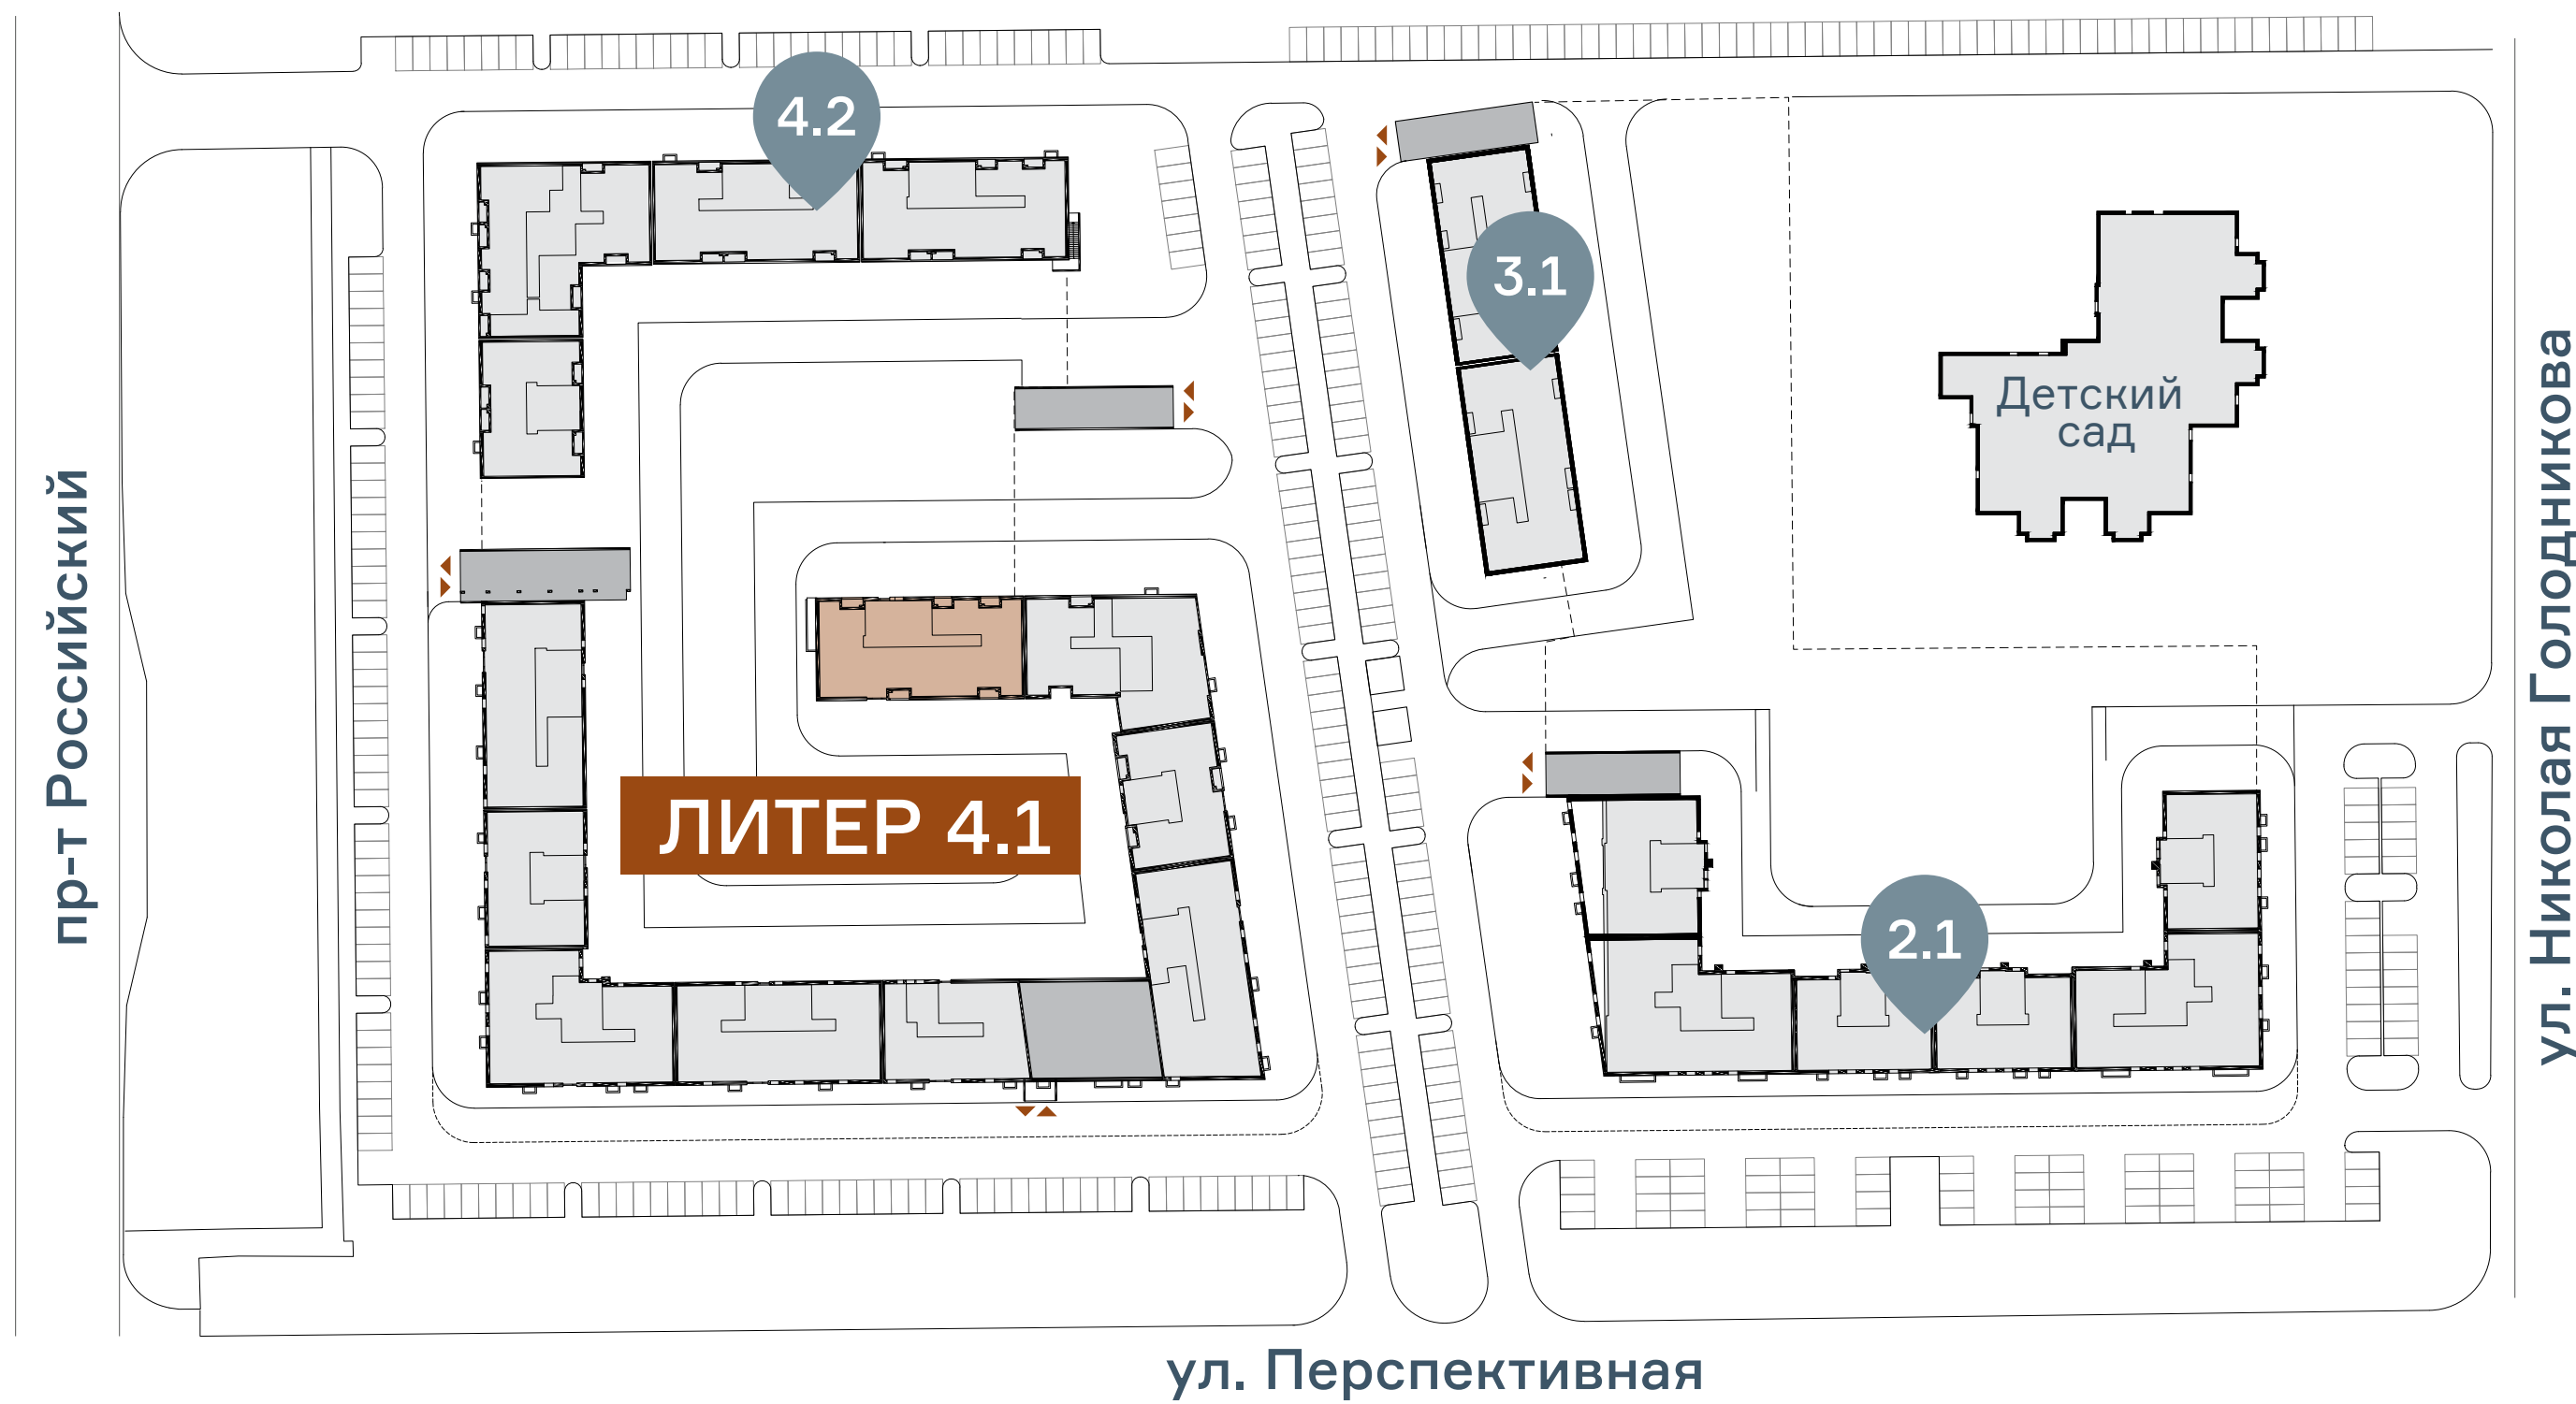 4.2
3.1
Детский
сад
пр-т Российский
ул. Николая Голодникова
ЛИТЕР 4.1
2.1
ул. Перспективная